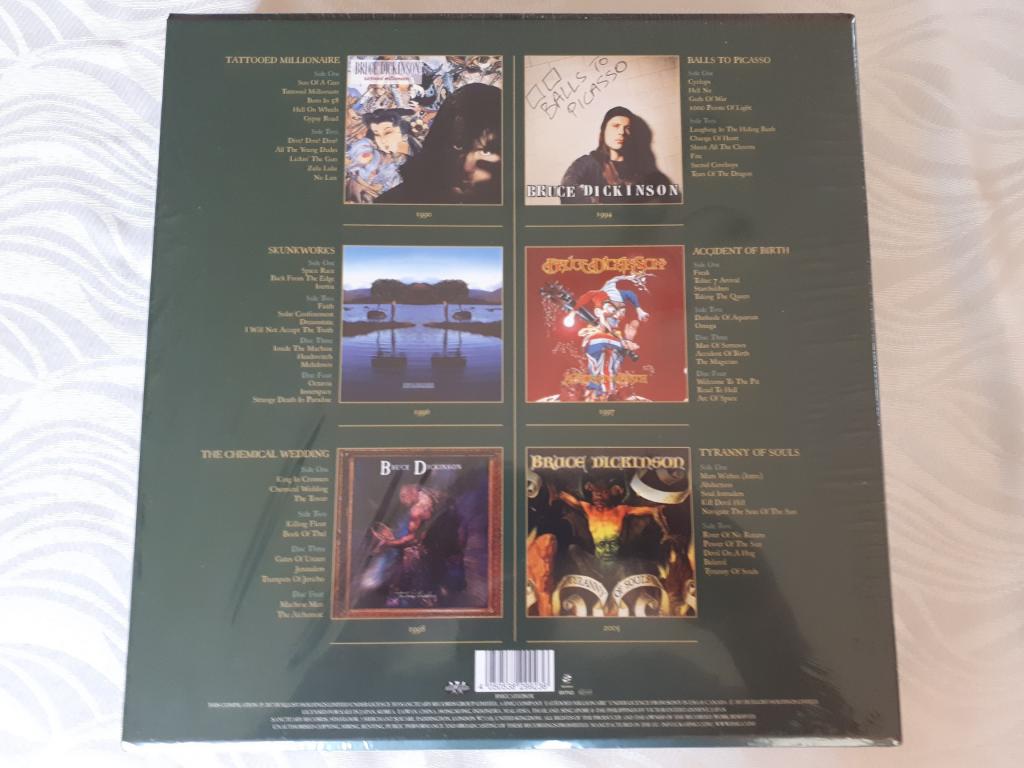 TATTOOED MILLIONAIRE
Side One
Son Of A Gun
Tattooed Millionaire
Born In 58
Hell On Wheels
Gypsy Road
Side Two
Dive! Dive! Dive!
All The Young Dudes
Lickin' The Gun
Zulu Lulu
No Lies
BRUCE DICKINSON
tattooed millionaire
1990
BALLS TO PICASSO
Side One
Cyclops
Hell No
Gods Of War
1000 Points Of Light
Side Two
Laughing In The Hiding Bush
Change Of Heart
Shoot All The Clowns
Fire
Sacred Cowboys
Tears Of The Dragon
BALLS TO
PICASSO
BRUCE DICKINSON
1994
SKUNKWORKS
Side One
Space Race
Back From The Edge
Inertia
Side Two
Faith
Solar Confinement
Dreamstate
I Will Not Accept The Truth
Disc Three
Inside The Machine
Headswitch
Meltdown
Disc Four
Octavia
Innerspace
Strange Death In Paradise
SKUNKWORKS
1996
ACCIDENT OF BIRTH
Side One
Freak
Toltec 7 Arrival
Starchildren
Taking The Queen
Side Two
Darkside Of Aquarius
Omega
Disc Three
Man Of Sorrows
Accident Of Birth
The Magician
Disc Four
Welcome To The Pit
Road To Hell
Arc Of Space
BRUCE DICKINSON
1997
THE CHEMICAL WEDDING
Side One
King In Crimson
Chemical Wedding
The Tower
Side Two
Killing Floor
Book Of Thel
Disc Three
Gates Of Urizen
Jerusalem
Trumpets Of Jericho
Disc Four
Machine Men
The Alchemist
BRUCE DICKINSON
1998
TYRANNY OF SOULS
Side One
Mars Within (Intro)
Abduction
Soul Intruders
Kill Devil Hill
Navigate The Seas Of The Sun
Side Two
River Of No Return
Power Of The Sun
Devil On A Hog
Believil
Tyranny Of Souls
BRUCE DICKINSON
TYRANNY OF SOULS
2005
4 050538 299236
BMG